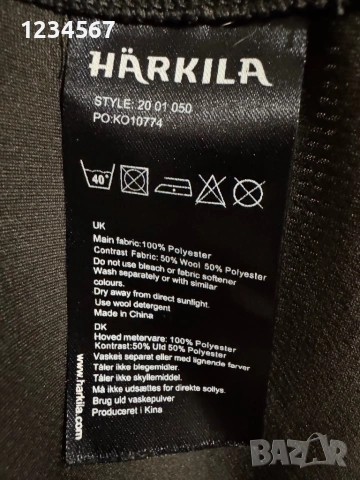 1234567
HÄRKILA
STYLE: 20 01 050
PO:KO10774
40°
UK
Main fabric:100% Polyester
Contrast Fabric: 50% Wool 50% Polyester
Do not use bleach or fabric softener
Wash separately or with similar
colours.
Dry away from direct sunlight.
Use wool detergent
Made in China
DK
Hoved metervare: 100% Polyester
Kontrast:50% Uld 50% Polyester
Vaskes separat eller med lignende farver
Tåler ikke blegemidler.
Tåler ikke skyllemiddel.
Må ikke udsættes for direkte sollys.
Brug uld vaskepulver
Produceret i Kina
www.harkila.com
BAZAR